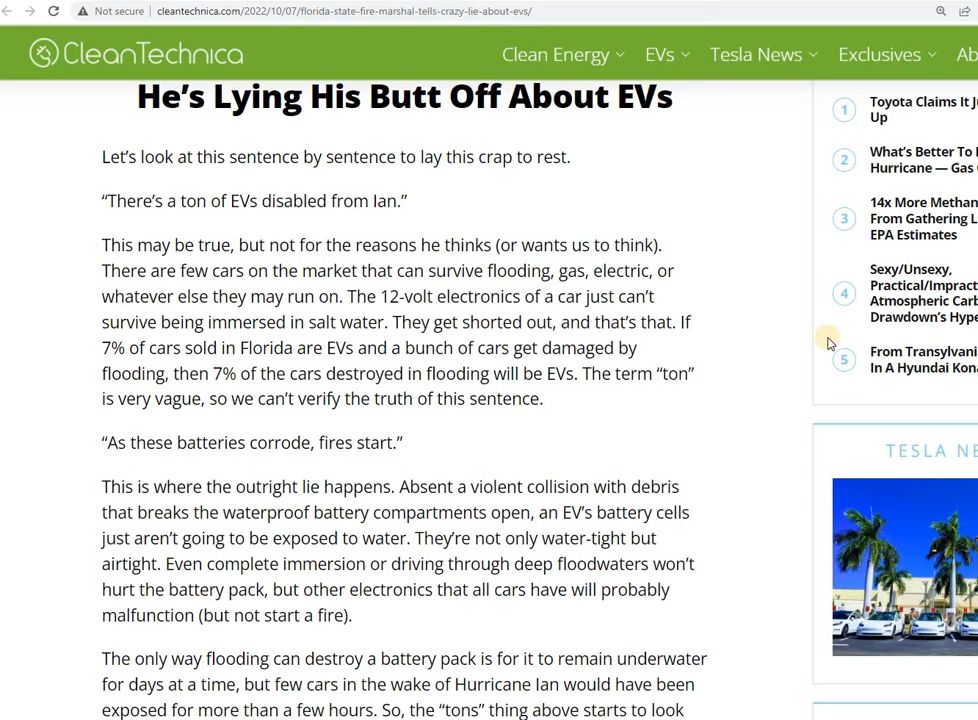 Not secure cleantechnica.com/2022/10/07/florida-state-fire-marshal-tells-crazy-lie-about-evs/
CleanTechnica Clean Energy EVs Tesla News Exclusives Ab
He's Lying His Butt Off About EVs
Let's look at this sentence by sentence to lay this crap to rest.
“There's a ton of EVs disabled from Ian.”
This may be true, but not for the reasons he thinks (or wants us to think).
There are few cars on the market that can survive flooding, gas, electric, or
whatever else they may run on. The 12-volt electronics of a car just can't
survive being immersed in salt water. They get shorted out, and that's that. If
7% of cars sold in Florida are EVs and a bunch of cars get damaged by
flooding, then 7% of the cars destroyed in flooding will be EVs. The term “ton”
is very vague, so we can't verify the truth of this sentence.
“As these batteries corrode, fires start.”
This is where the outright lie happens. Absent a violent collision with debris
that breaks the waterproof battery compartments open, an EV's battery cells
just aren't going to be exposed to water. They're not only water-tight but
airtight. Even complete immersion or driving through deep floodwaters won't
hurt the battery pack, but other electronics that all cars have will probably
malfunction (but not start a fire).
The only way flooding can destroy a battery pack is for it to remain underwater
for days at a time, but few cars in the wake of Hurricane Ian would have been
exposed for more than a few hours. So, the “tons” thing above starts to look
1 Toyota Claims It J
Up
2 What's Better To
Hurricane — Gas
3 14x More Methan
From Gathering L
EPA Estimates
4 Sexy/Unsexy,
Practical/Impract
Atmospheric Carb
Drawdown's Hype
5 From Transylvani
In A Hyundai Kona
TESLA NE